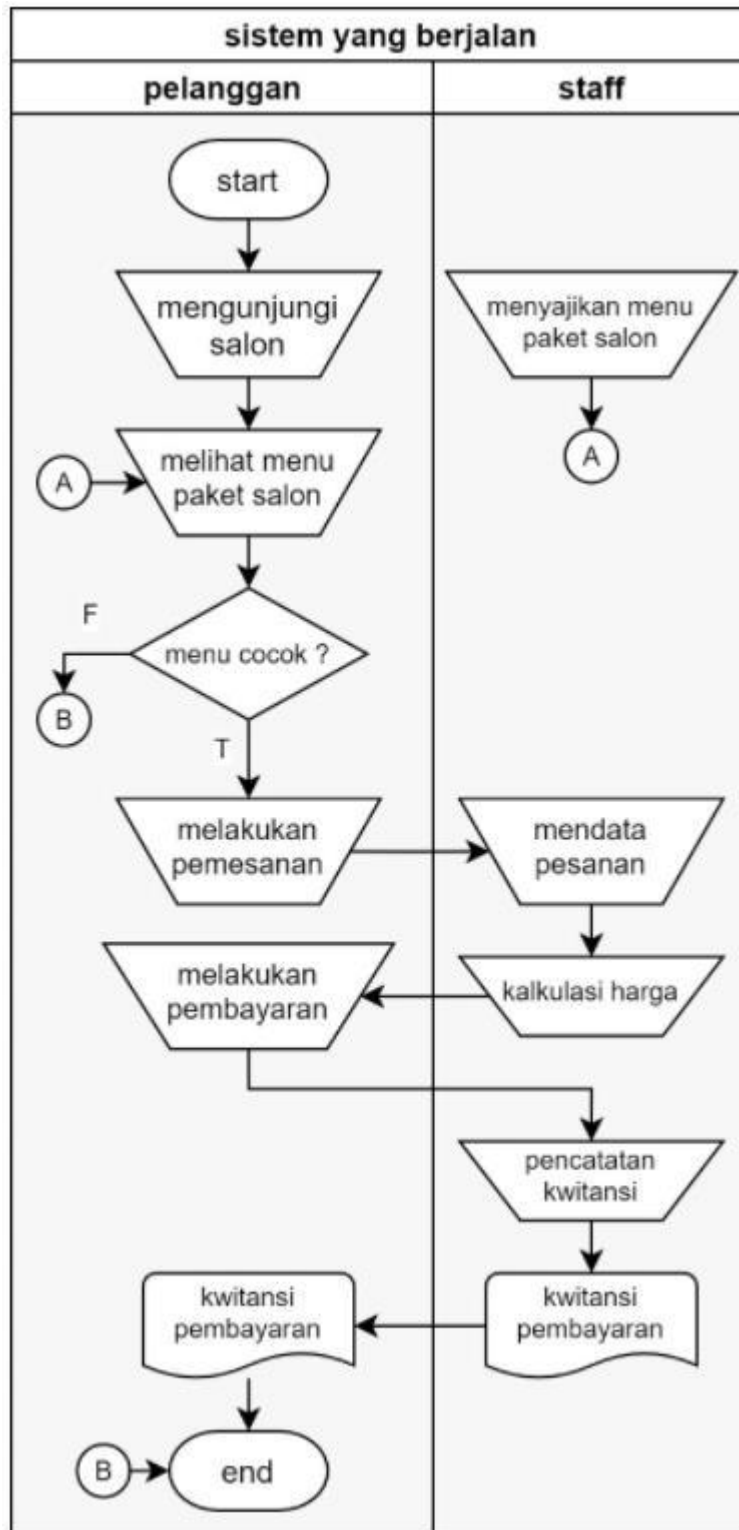 sistem yang berjalan
pelanggan
staff
start
mengunjungi
salon
menyajikan menu
paket salon
A
melihat menu
paket salon
A
F
menu cocok ?
B
T
melakukan
pemesanan
mendata
pesanan
melakukan
pembayaran
kalkulasi harga
pencatatan
kwitansi
kwitansi
pembayaran
kwitansi
pembayaran
B
end